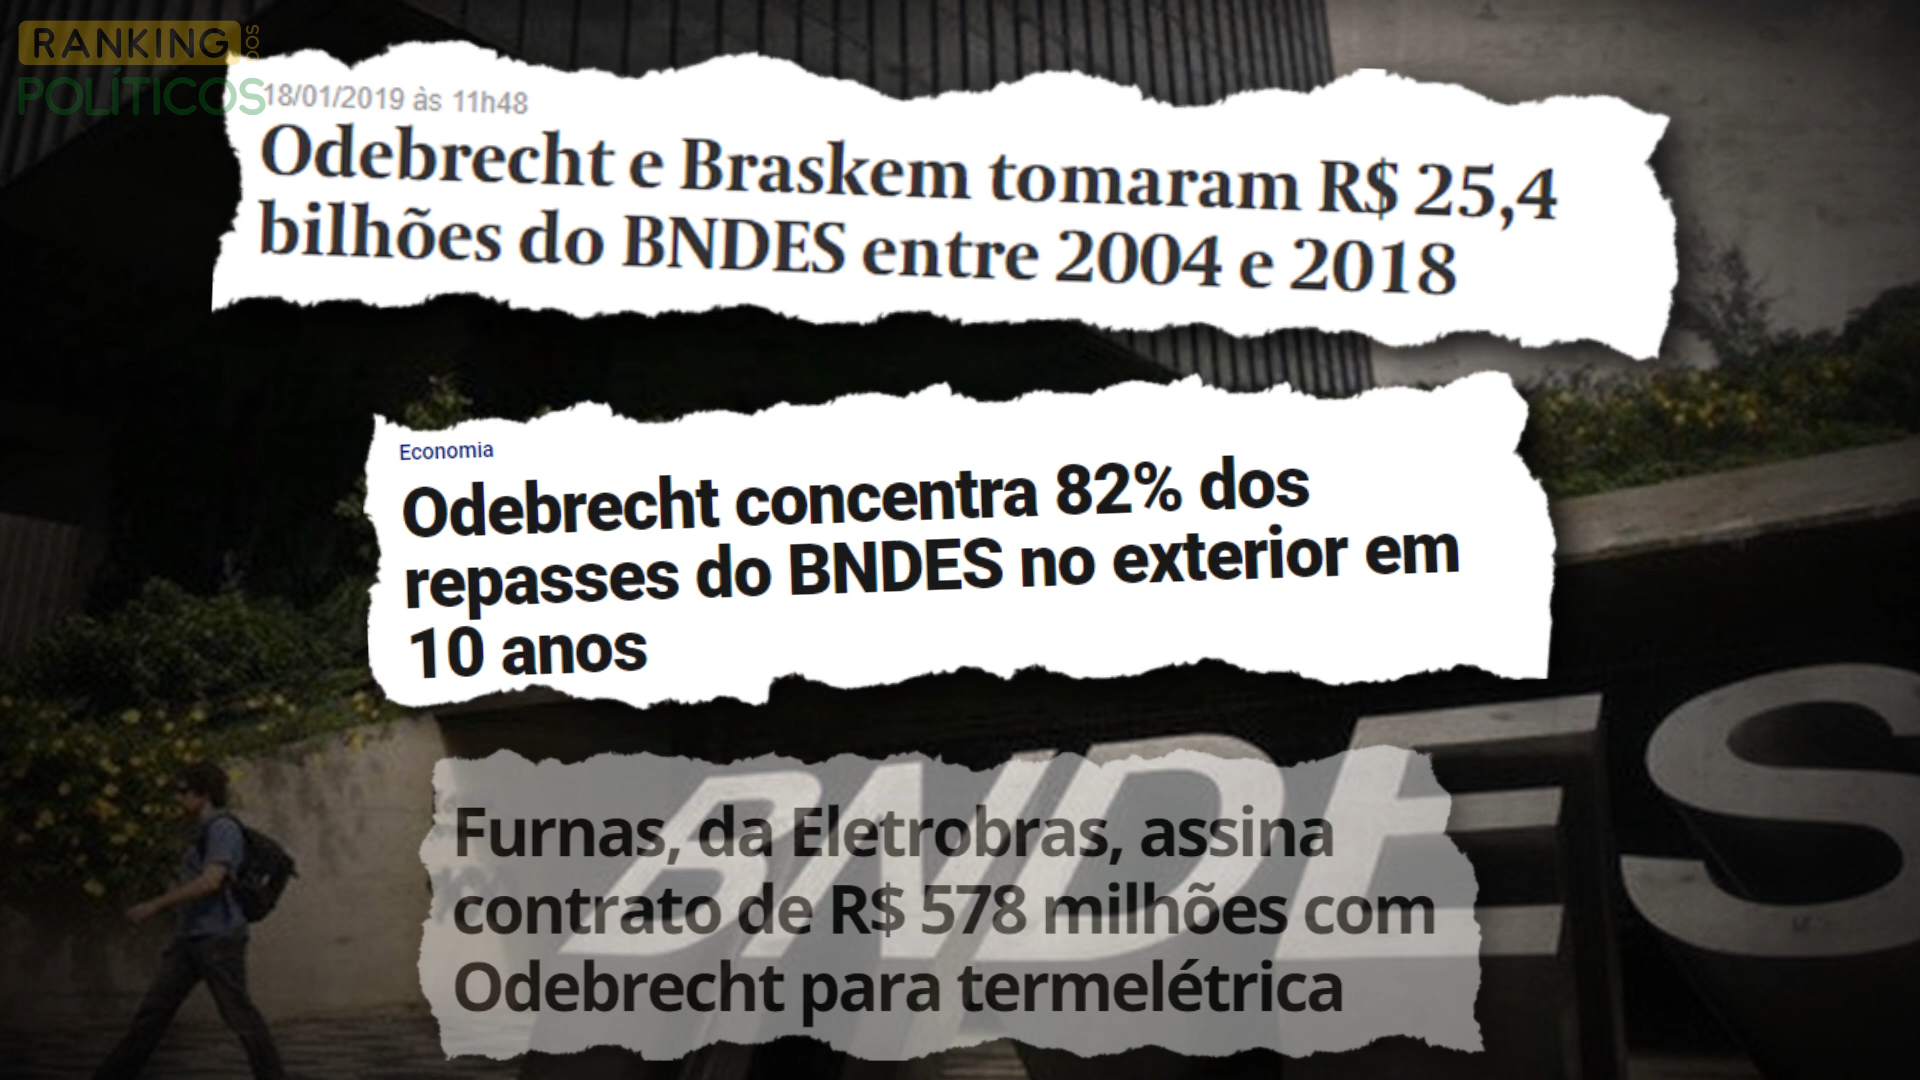 RANKING DOS
POLÍTICOS
18/01/2019 às 11h48
Odebrecht e Braskem tomaram R$ 25,4
bilhões do BNDES entre 2004 e 2018
Economia
Odebrecht concentra 82% dos
repasses do BNDES no exterior em
10 anos
Furnas, da Eletrobras, assina
contrato de R$ 578 milhões com
Odebrecht para termelétrica
BNDES